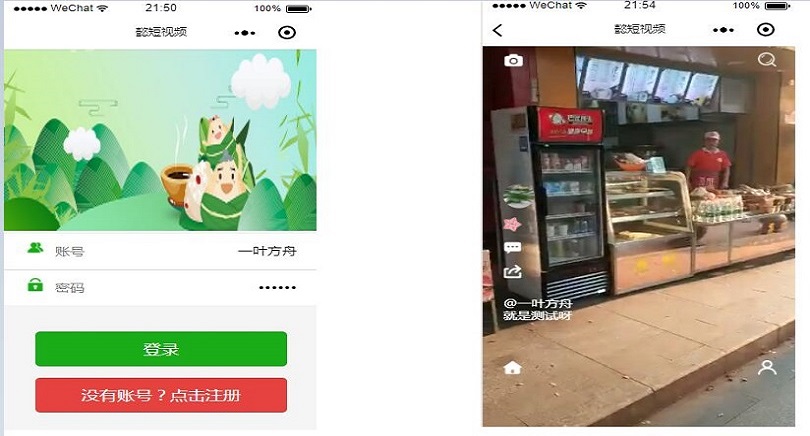 ●●●●● WeChat 21:50 100%
懿短视频
账号 一叶方舟
密码 ••••••
登录
没有账号？点击注册
●●●●● WeChat 21:54 100%
懿短视频
@一叶方舟
就是测试呀